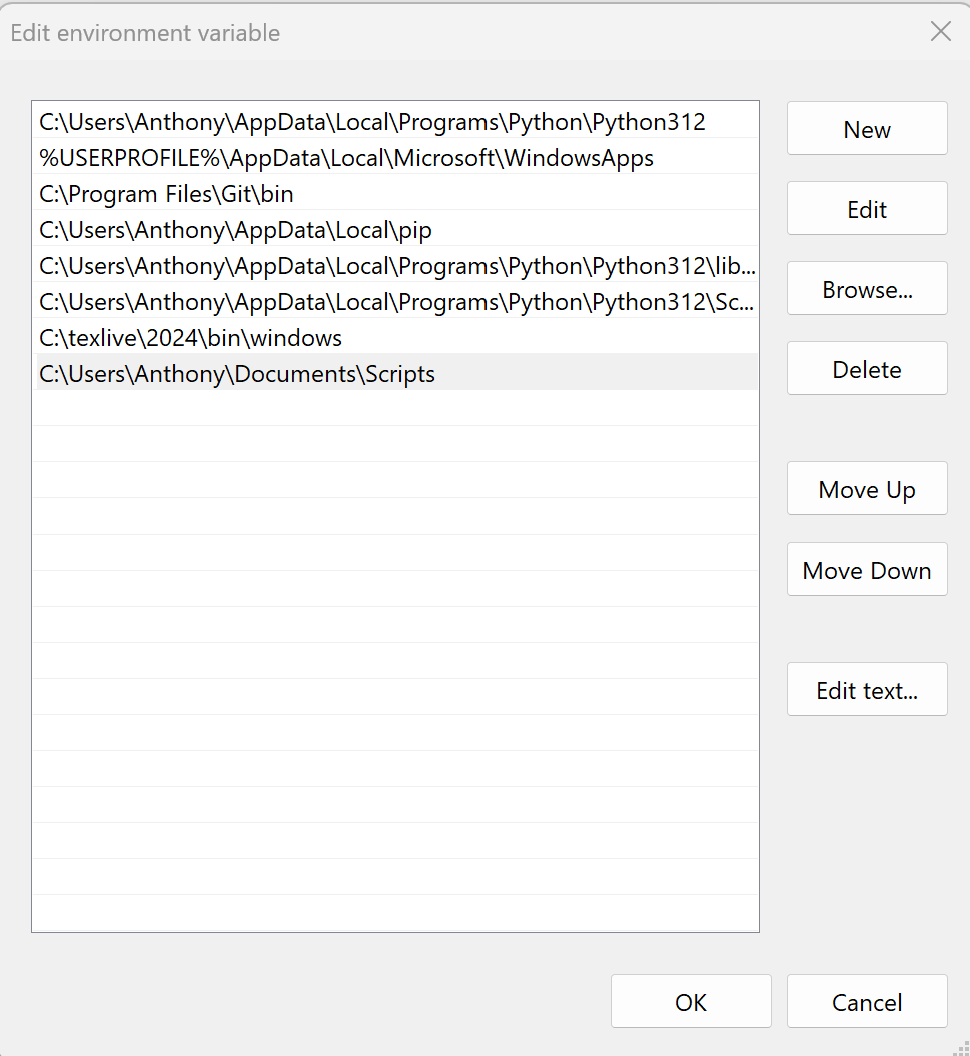 Edit environment variable
C:\Users\Anthony\AppData\Local\Programs\Python\Python312
%USERPROFILE%\AppData\Local\Microsoft\WindowsApps
C:\Program Files\Git\bin
C:\Users\Anthony\AppData\Local\pip
C:\Users\Anthony\AppData\Local\Programs\Python\Python312\lib...
C:\Users\Anthony\AppData\Local\Programs\Python\Python312\Sc...
C:\texlive\2024\bin\windows
C:\Users\Anthony\Documents\Scripts
New
Edit
Browse...
Delete
Move Up
Move Down
Edit text...
OK
Cancel